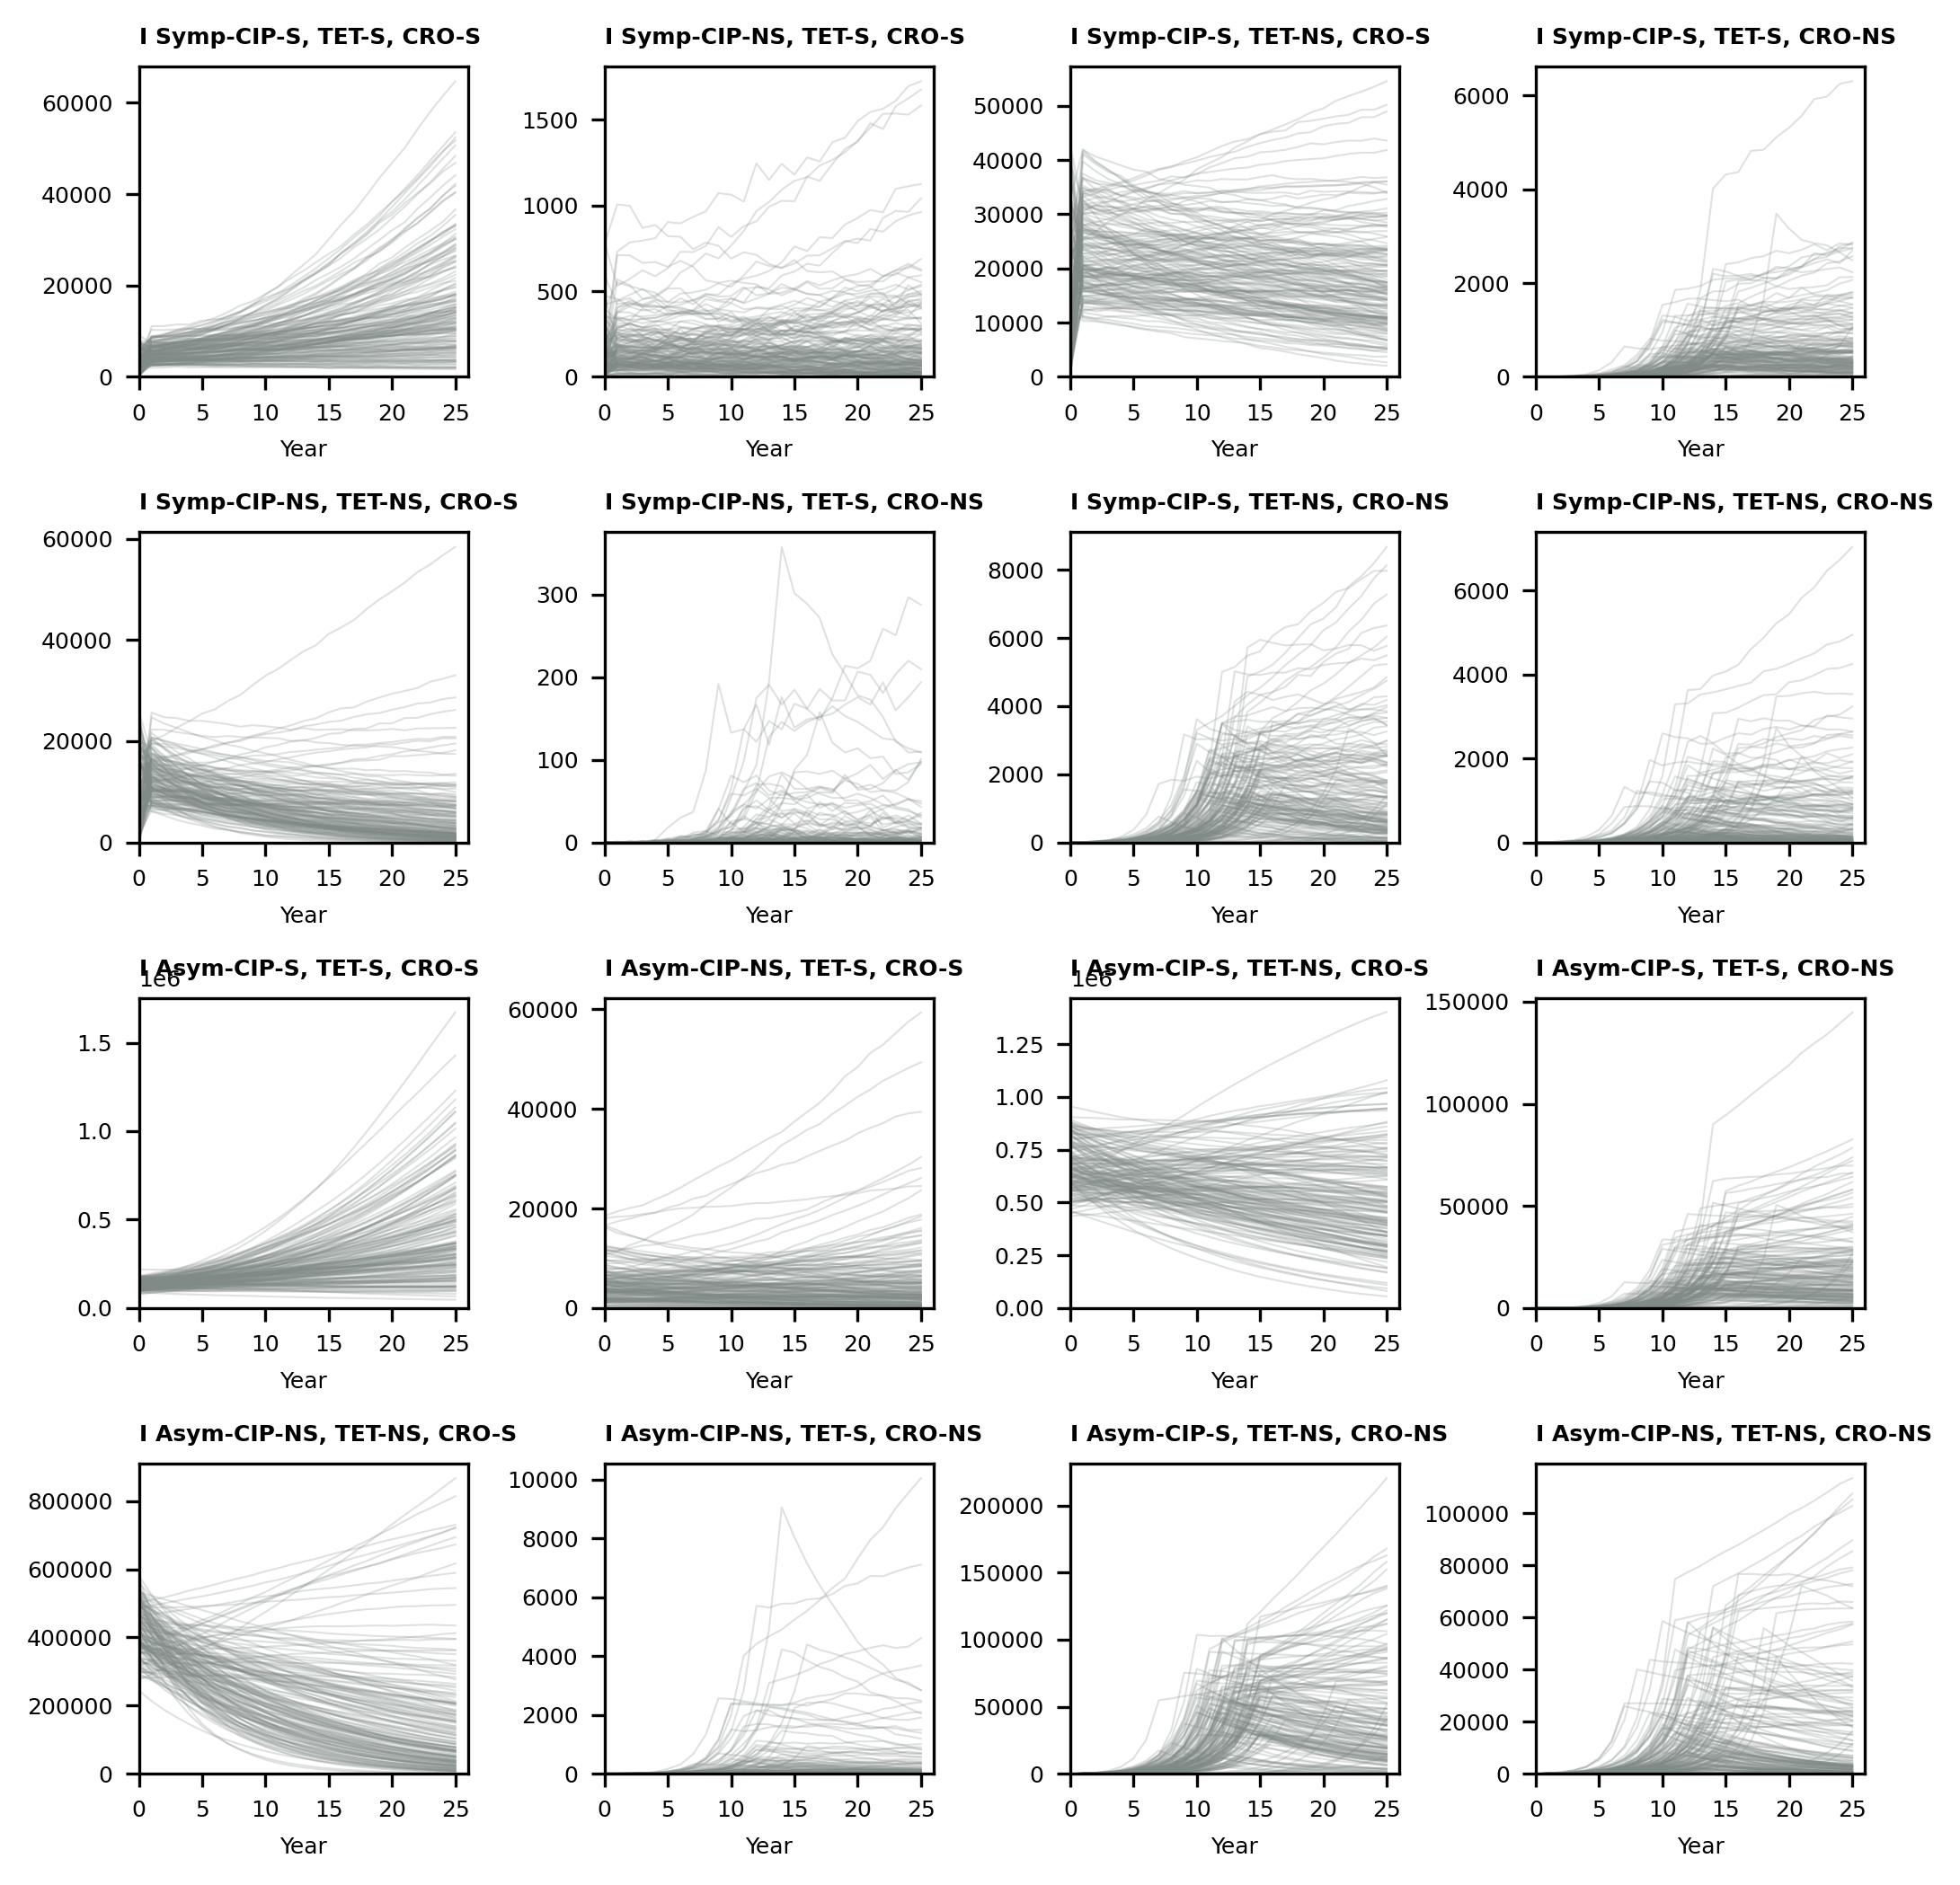 I Symp-CIP-S, TET-S, CRO-S
60000
40000
20000
0
0 5 10 15 20 25
Year
I Symp-CIP-NS, TET-S, CRO-S
1500
1000
500
0
0 5 10 15 20 25
Year
I Symp-CIP-S, TET-NS, CRO-S
50000
40000
30000
20000
10000
0
0 5 10 15 20 25
Year
I Symp-CIP-S, TET-S, CRO-NS
6000
4000
2000
0
0 5 10 15 20 25
Year
I Symp-CIP-NS, TET-NS, CRO-S
60000
40000
20000
0
0 5 10 15 20 25
Year
I Symp-CIP-NS, TET-S, CRO-NS
300
200
100
0
0 5 10 15 20 25
Year
I Symp-CIP-S, TET-NS, CRO-NS
8000
6000
4000
2000
0
0 5 10 15 20 25
Year
I Symp-CIP-NS, TET-NS, CRO-NS
6000
4000
2000
0
0 5 10 15 20 25
Year
I Asym-CIP-S, TET-S, CRO-S
1e6
1.5
1.0
0.5
0.0
0 5 10 15 20 25
Year
I Asym-CIP-NS, TET-S, CRO-S
60000
40000
20000
0
0 5 10 15 20 25
Year
I Asym-CIP-S, TET-NS, CRO-S
1e6
1.25
1.00
0.75
0.50
0.25
0.00
0 5 10 15 20 25
Year
I Asym-CIP-S, TET-S, CRO-NS
150000
100000
50000
0
0 5 10 15 20 25
Year
I Asym-CIP-NS, TET-NS, CRO-S
800000
600000
400000
200000
0
0 5 10 15 20 25
Year
I Asym-CIP-NS, TET-S, CRO-NS
10000
8000
6000
4000
2000
0
0 5 10 15 20 25
Year
I Asym-CIP-S, TET-NS, CRO-NS
200000
150000
100000
50000
0
0 5 10 15 20 25
Year
I Asym-CIP-NS, TET-NS, CRO-NS
100000
80000
60000
40000
20000
0
0 5 10 15 20 25
Year